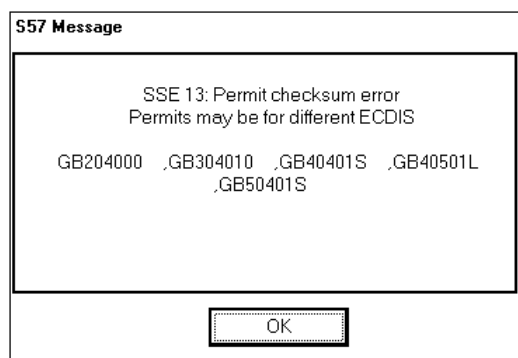 S57 Message
SSE 13: Permit checksum error
Permits may be for different ECDIS
GB204000 ,GB304010 ,GB40401S ,GB40501L
,GB50401S
OK